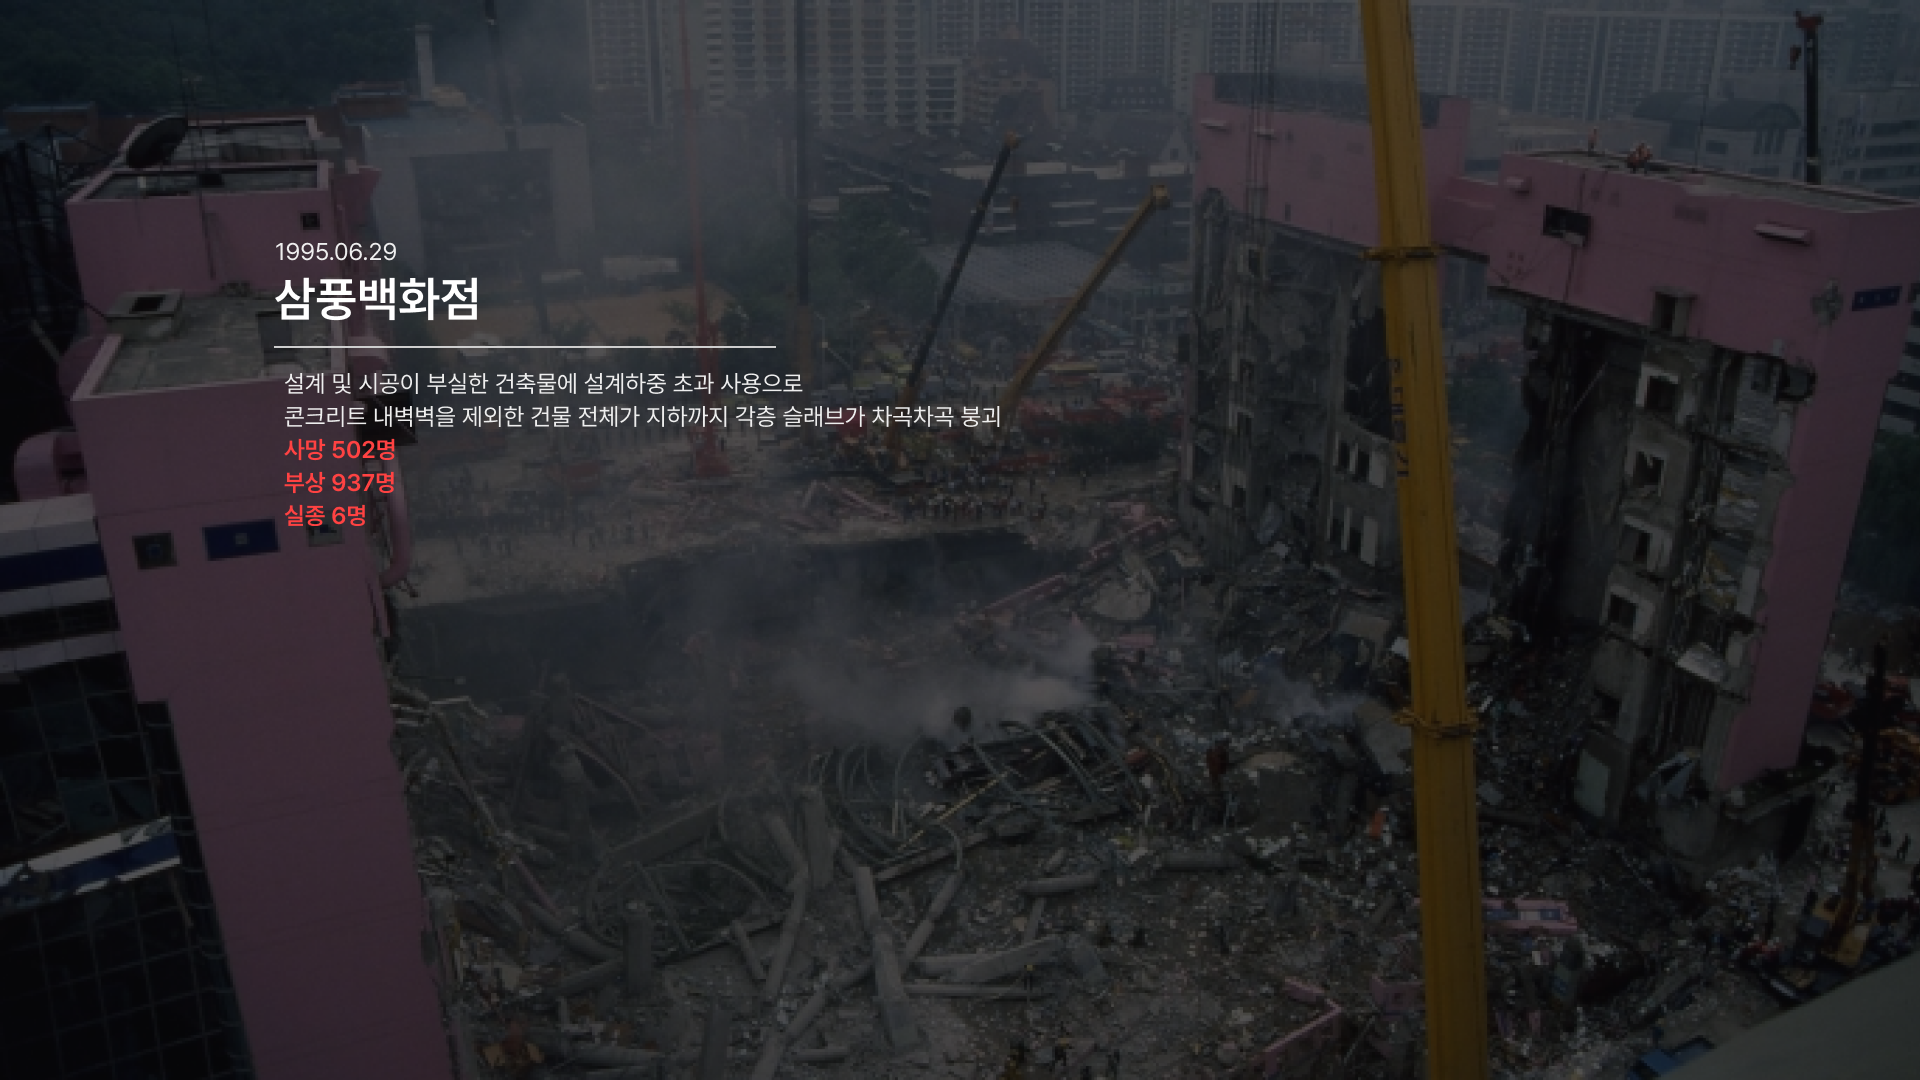 1995.06.29
삼풍백화점
설계 및 시공이 부실한 건축물에 설계하중 초과 사용으로
콘크리트 내벽벽을 제외한 건물 전체가 지하까지 각층 슬래브가 차곡차곡 붕괴
사망 502명
부상 937명
실종 6명